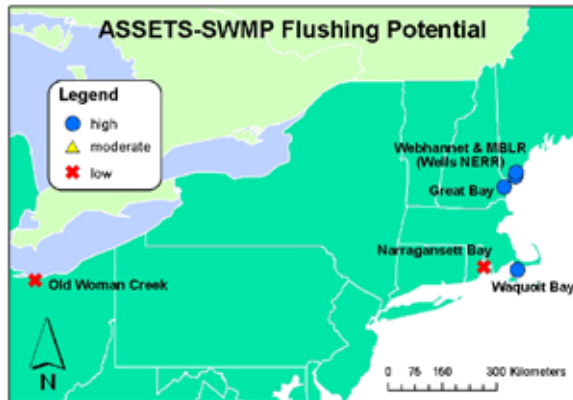 ASSETS-SWMP Flushing Potential
Legend
high
moderate
low
Webhannet & MBLR
(Wells NERR)
Great Bay
Narragansett Bay
Waquoit Bay
Old Woman Creek
N
0 75 150 300 Kilometers